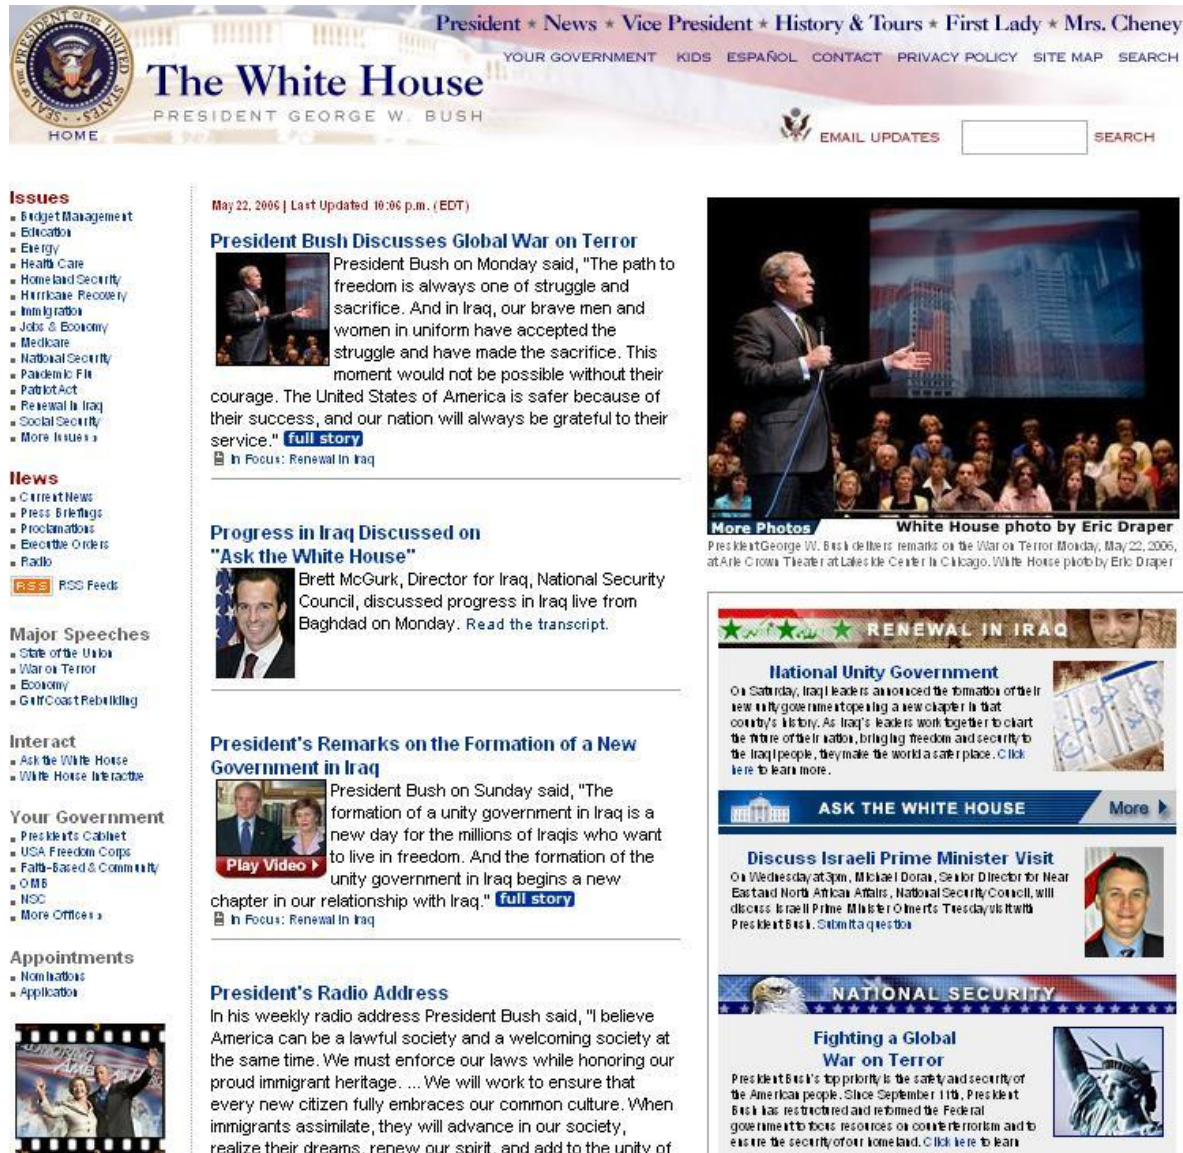 President ★ News ★ Vice President ★ History & Tours ★ First Lady ★ Mrs. Cheney
YOUR GOVERNMENT KIDS ESPAÑOL CONTACT PRIVACY POLICY SITE MAP SEARCH
The White House
PRESIDENT GEORGE W. BUSH
HOME
EMAIL UPDATES SEARCH
Issues
Budget Management
Education
Energy
Health Care
Homeland Security
Hurricane Recovery
Immigration
Jobs & Economy
Medicare
National Security
Pandemic Flu
Patriot Act
Renewal in Iraq
Social Security
More Issues »
News
Current News
Press Briefings
Proclamations
Executive Orders
Radio
RSS RSS Feeds
Major Speeches
State of the Union
War on Terror
Economy
Gulf Coast Rebuilding
Interact
Ask the White House
White House Interactive
Your Government
President's Cabinet
USA Freedom Corps
Faith-Based & Community
OMB
NSC
More Offices »
Appointments
Nominations
Application
May 22, 2006 | Last Updated 10:06 p.m. (EDT)
President Bush Discusses Global War on Terror
President Bush on Monday said, "The path to
freedom is always one of struggle and
sacrifice. And in Iraq, our brave men and
women in uniform have accepted the
struggle and have made the sacrifice. This
moment would not be possible without their
courage. The United States of America is safer because of
their success, and our nation will always be grateful to their
service." full story
In Focus: Renewal in Iraq
Progress in Iraq Discussed on
"Ask the White House"
Brett McGurk, Director for Iraq, National Security
Council, discussed progress in Iraq live from
Baghdad on Monday. Read the transcript.
President's Remarks on the Formation of a New
Government in Iraq
President Bush on Sunday said, "The
formation of a unity government in Iraq is a
new day for the millions of Iraqis who want
to live in freedom. And the formation of the
unity government in Iraq begins a new
chapter in our relationship with Iraq." full story
Play Video
In Focus: Renewal in Iraq
President's Radio Address
In his weekly radio address President Bush said, "I believe
America can be a lawful society and a welcoming society at
the same time. We must enforce our laws while honoring our
proud immigrant heritage. ... We will work to ensure that
every new citizen fully embraces our common culture. When
immigrants assimilate, they will advance in our society,
realize their dreams, renew our spirit, and add to the unity of
More Photos White House photo by Eric Draper
President George W. Bush delivers remarks on the War on Terror Monday, May 22, 2006,
at Arie Crown Theater at Lakeside Center in Chicago. White House photo by Eric Draper
RENEWAL IN IRAQ
National Unity Government
On Saturday, Iraqi leaders announced the formation of their
new unity government opening a new chapter in that
country's history. As Iraq's leaders work together to chart
the future of their nation, bringing freedom and security to
the Iraqi people, they make the world a safer place. Click
here to learn more.
ASK THE WHITE HOUSE More
Discuss Israeli Prime Minister Visit
On Wednesday at 3pm, Michael Doran, Senior Director for Near
East and North African Affairs, National Security Council, will
discuss Israeli Prime Minister Olmert's Tuesday visit with
President Bush. Submit a question
NATIONAL SECURITY
Fighting a Global
War on Terror
President Bush's top priority is the safety and security of
the American people. Since September 11th, President
Bush has restructured and reformed the Federal
government to focus resources on counterterrorism and to
ensure the security of our homeland. Click here to learn